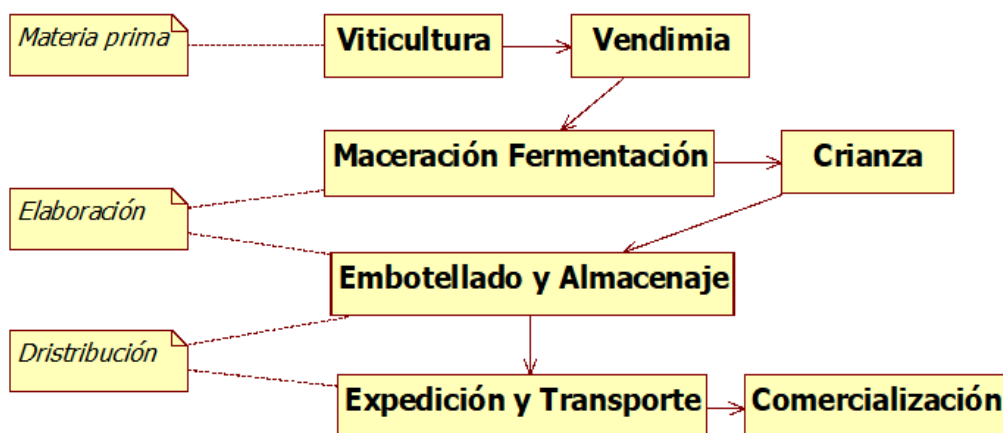 Materia prima
Viticultura
Vendimia
Maceración Fermentación
Crianza
Elaboración
Embotellado y Almacenaje
Dristribución
Expedición y Transporte
Comercialización